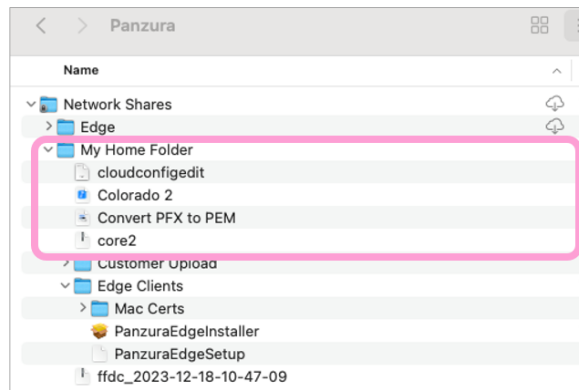 Panzura
Name
Network Shares
Edge
My Home Folder
cloudconfigedit
Colorado 2
Convert PFX to PEM
core2
Customer Upload
Edge Clients
Mac Certs
PanzuraEdgeInstaller
PanzuraEdgeSetup
ffdc_2023-12-18-10-47-09